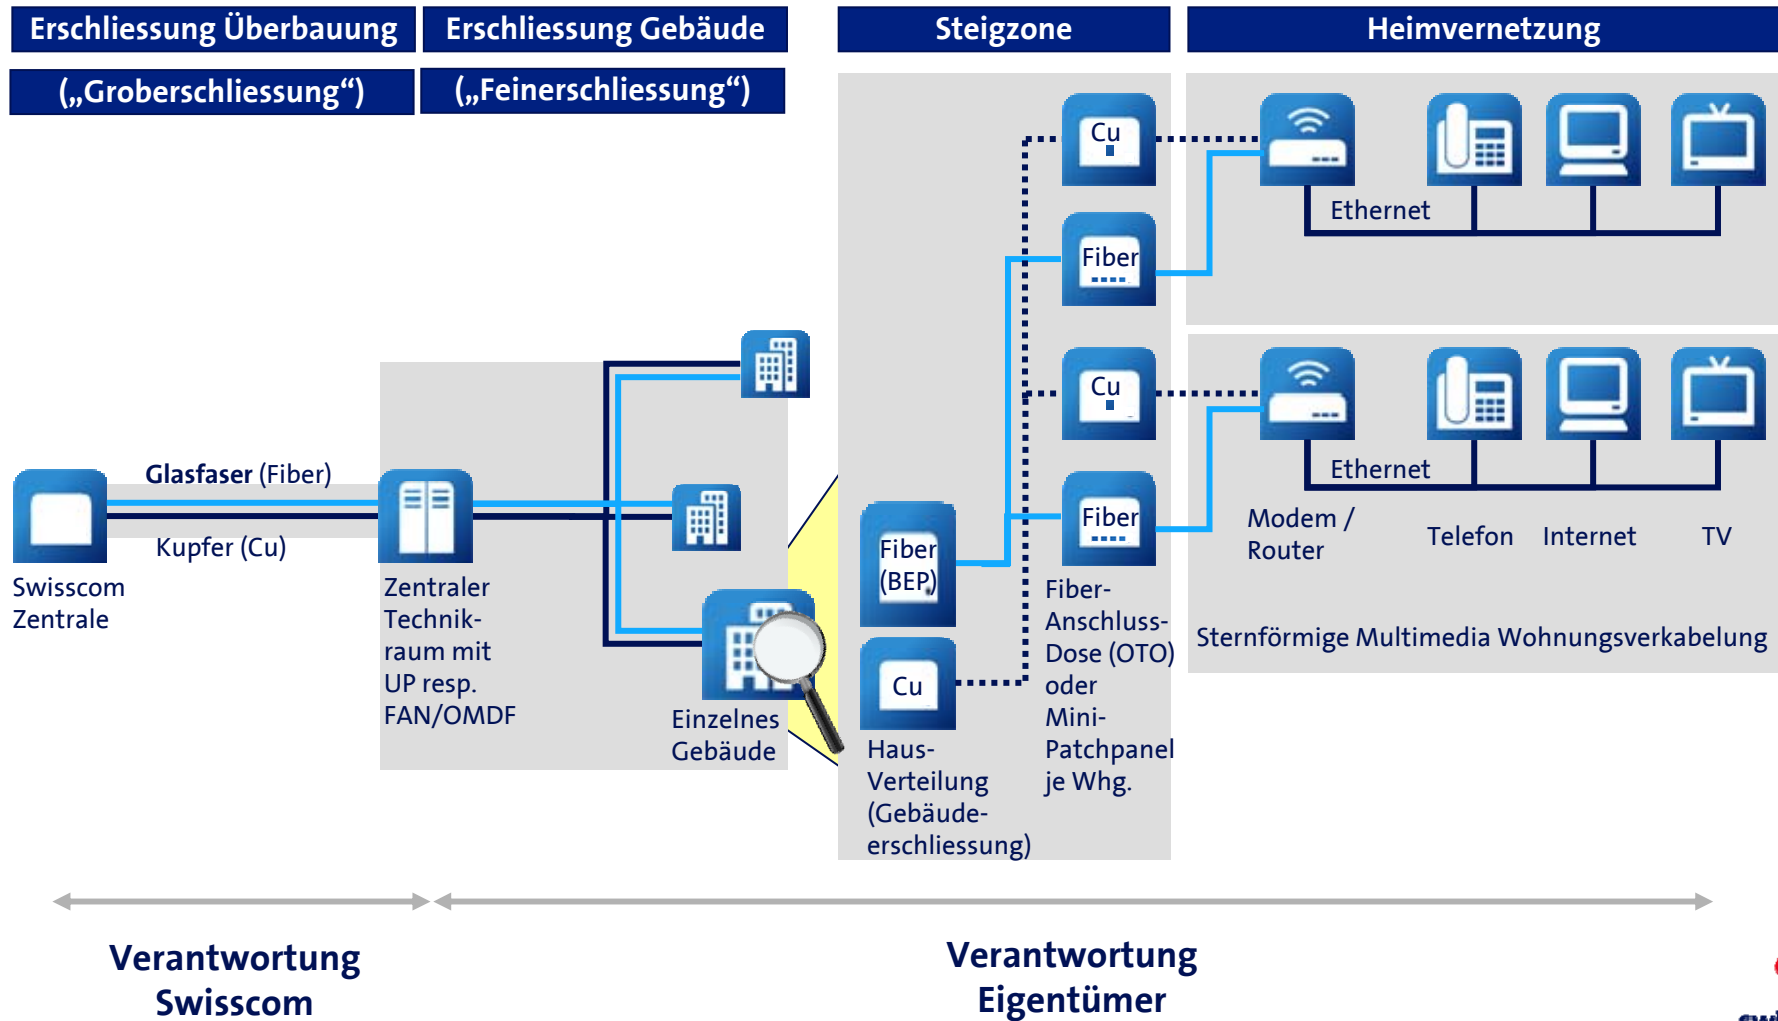 Erschliessung Überbauung
Erschliessung Gebäude
Steigzone
Heimvernetzung
(„Groberschliessung“)
(„Feinerschliessung“)
Cu
Ethernet
Fiber
Cu
Ethernet
Fiber
Modem /
Router
Telefon
Internet
TV
Sternförmige Multimedia Wohnungsverkabelung
Glasfaser (Fiber)
Kupfer (Cu)
Swisscom
Zentrale
Zentraler
Technik-
raum mit
UP resp.
FAN/OMDF
Einzelnes
Gebäude
Fiber
(BEP)
Cu
Haus-
Verteilung
(Gebäude-
erschliessung)
Fiber-
Anschluss-
Dose (OTO)
oder
Mini-
Patchpanel
je Whg.
Verantwortung
Swisscom
Verantwortung
Eigentümer